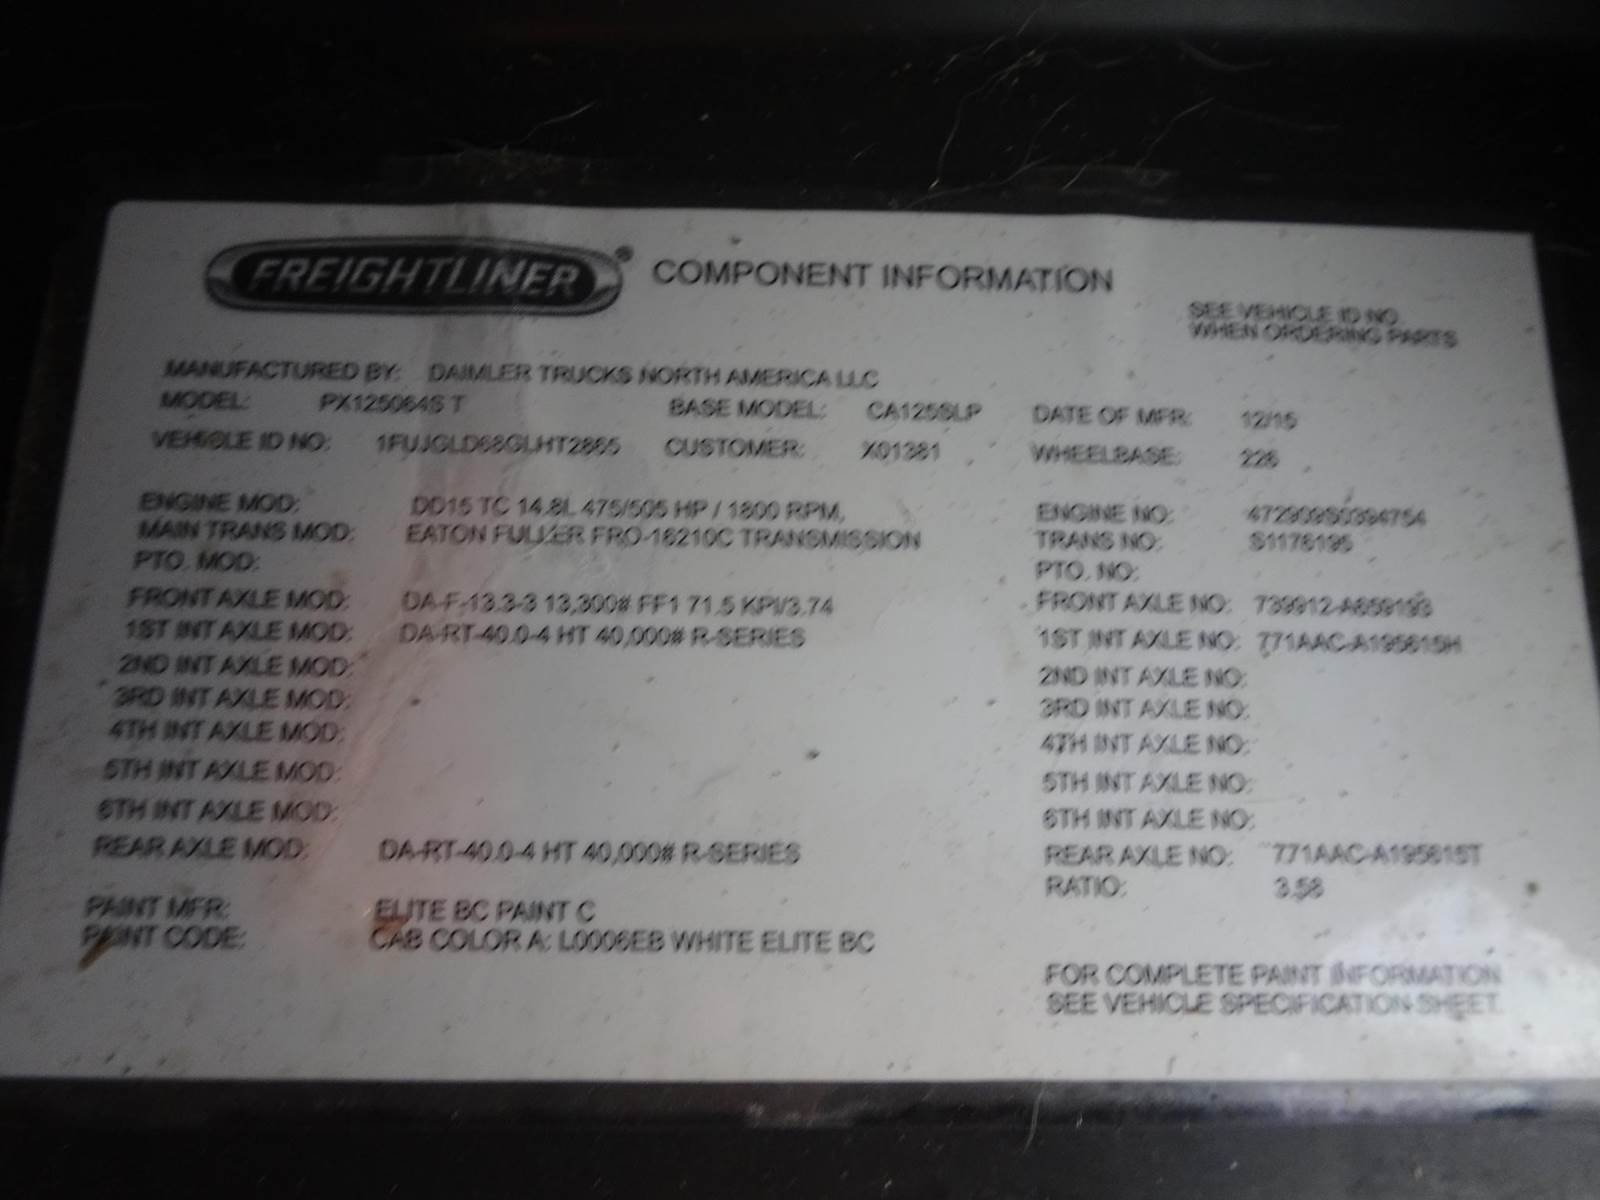 FREIGHTLINER® COMPONENT INFORMATION
SEE VEHICLE ID NO.
WHEN ORDERING PARTS
MANUFACTURED BY: DAIMLER TRUCKS NORTH AMERICA LLC
MODEL: PX125064S T BASE MODEL: CA125SLP DATE OF MFR: 12/15
VEHICLE ID NO: 1FUJGLD68GLHT2865 CUSTOMER: X01381 WHEELBASE: 226
ENGINE MOD: DD15 TC 14.8L 475/505 HP / 1800 RPM, ENGINE NO: 472909S0394754
MAIN TRANS MOD: EATON FULLER FRO-16210C TRANSMISSION TRANS NO: S1176195
PTO. MOD: PTO. NO:
FRONT AXLE MOD: DA-F-13.3-3 13,300# FF1 71.5 KPI/3.74 FRONT AXLE NO: 739912-A659193
1ST INT AXLE MOD: DA-RT-40.0-4 HT 40,000# R-SERIES 1ST INT AXLE NO: 771AAC-A195615H
2ND INT AXLE MOD: 2ND INT AXLE NO:
3RD INT AXLE MOD: 3RD INT AXLE NO:
4TH INT AXLE MOD: 4TH INT AXLE NO:
5TH INT AXLE MOD: 5TH INT AXLE NO:
6TH INT AXLE MOD: 6TH INT AXLE NO:
REAR AXLE MOD: DA-RT-40.0-4 HT 40,000# R-SERIES REAR AXLE NO: 771AAC-A195615T
RATIO: 3.58
PAINT MFR: ELITE BC PAINT C
PAINT CODE: CAB COLOR A: L0006EB WHITE ELITE BC
FOR COMPLETE PAINT INFORMATION
SEE VEHICLE SPECIFICATION SHEET.